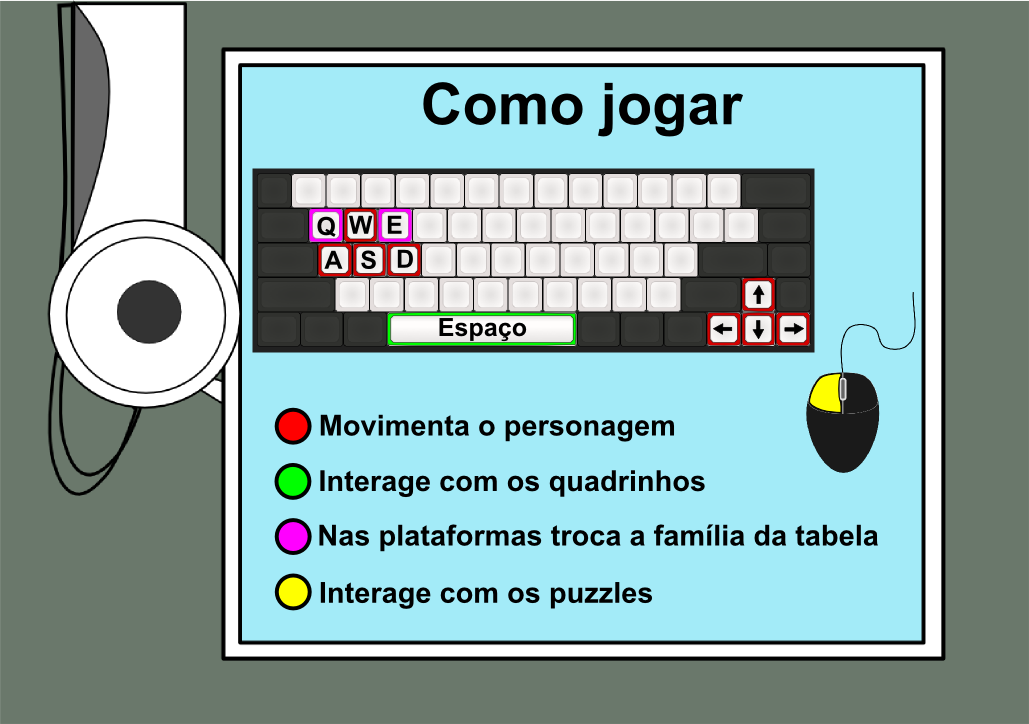 Como jogar
Q W E
A S D
Espaço
Movimenta o personagem
Interage com os quadrinhos
Nas plataformas troca a família da tabela
Interage com os puzzles